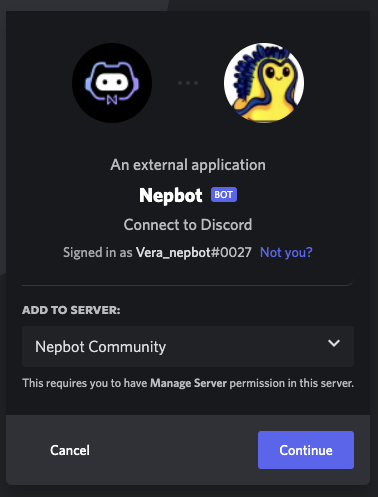 An external application
Nepbot BOT
Connect to Discord
Signed in as Vera_nepbot#0027 Not you?
ADD TO SERVER:
Nepbot Community
This requires you to have Manage Server permission in this server.
Cancel Continue